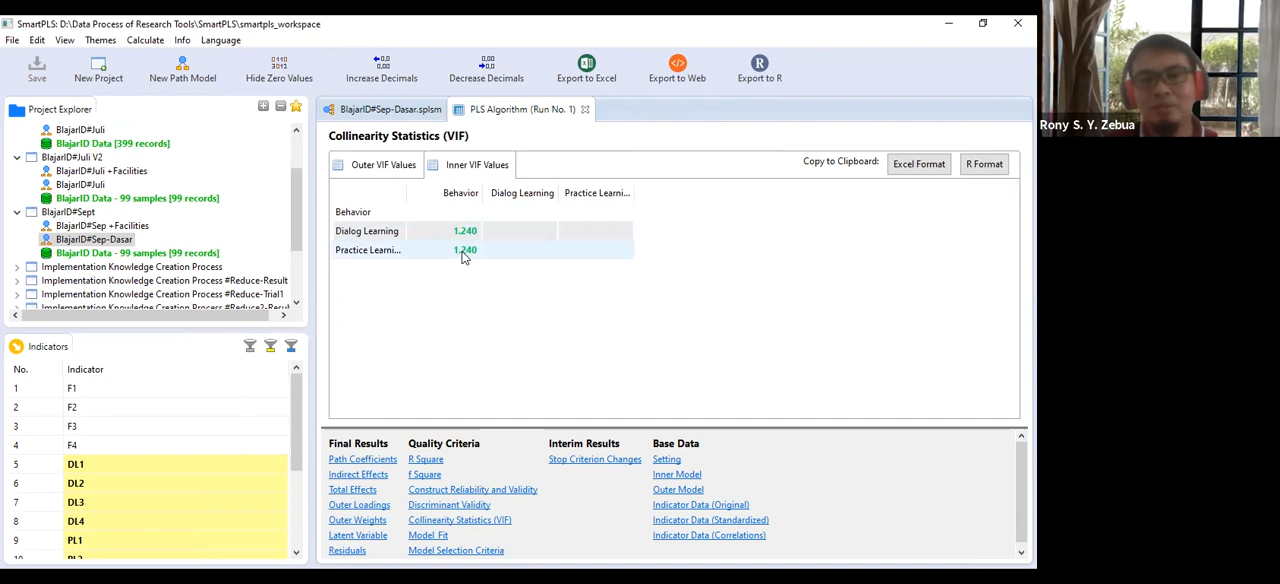 SmartPLS: D:\Data Process of Research Tools\SmartPLS\smartpls_workspace
File Edit View Themes Calculate Info Language
Save New Project New Path Model Hide Zero Values Increase Decimals Decrease Decimals Export to Excel Export to Web Export to R
Rony S. Y. Zebua
Project Explorer
BlajarID#Juli
BlajarID Data [399 records]
BlajarID#Juli V2
BlajarID#Juli +Facilities
BlajarID#Juli
BlajarID Data - 99 samples [99 records]
BlajarID#Sept
BlajarID#Sep +Facilities
BlajarID#Sep-Dasar
BlajarID Data - 99 samples [99 records]
Implementation Knowledge Creation Process
Implementation Knowledge Creation Process #Reduce-Result
Implementation Knowledge Creation Process #Reduce-Trial1
Implementation Knowledge Creation Process #Reduce2-Result
Indicators
No. Indicator
1 F1
2 F2
3 F3
4 F4
5 DL1
6 DL2
7 DL3
8 DL4
9 PL1
10 PL2
BlajarID#Sep-Dasar.splsm PLS Algorithm (Run No. 1)
Collinearity Statistics (VIF)
Outer VIF Values Inner VIF Values Copy to Clipboard: Excel Format R Format
Behavior Dialog Learning Practice Learni...
Behavior
Dialog Learning 1.240
Practice Learni... 1.240
Final Results Quality Criteria Interim Results Base Data
Path Coefficients R Square Stop Criterion Changes Setting
Indirect Effects f Square Inner Model
Total Effects Construct Reliability and Validity Outer Model
Outer Loadings Discriminant Validity Indicator Data (Original)
Outer Weights Collinearity Statistics (VIF) Indicator Data (Standardized)
Latent Variable Model_Fit Indicator Data (Correlations)
Residuals Model Selection Criteria